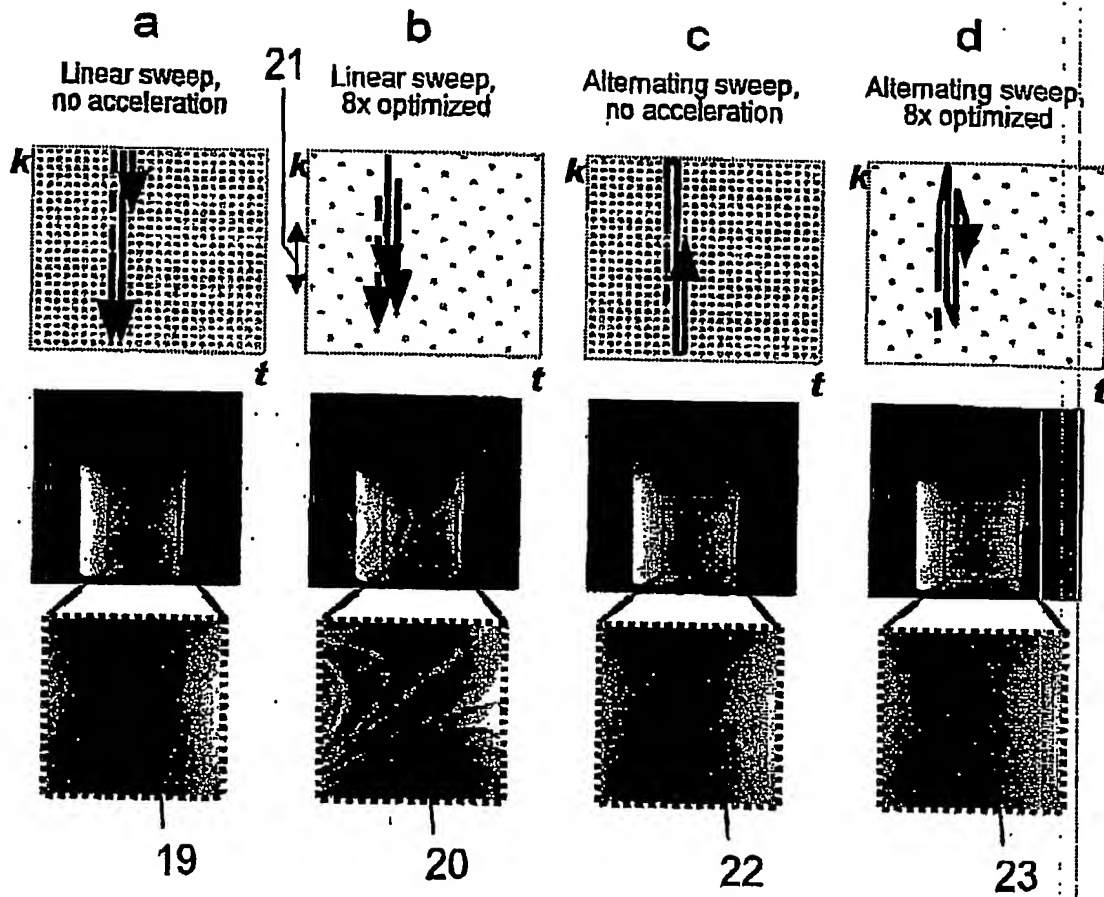 a
b
c
d
21
Linear sweep,
no acceleration
Linear sweep,
8x optimized
Alternating sweep,
no acceleration
Alternating sweep,
8x optimized
k
k
k
t
t
t
t
19
20
22
23